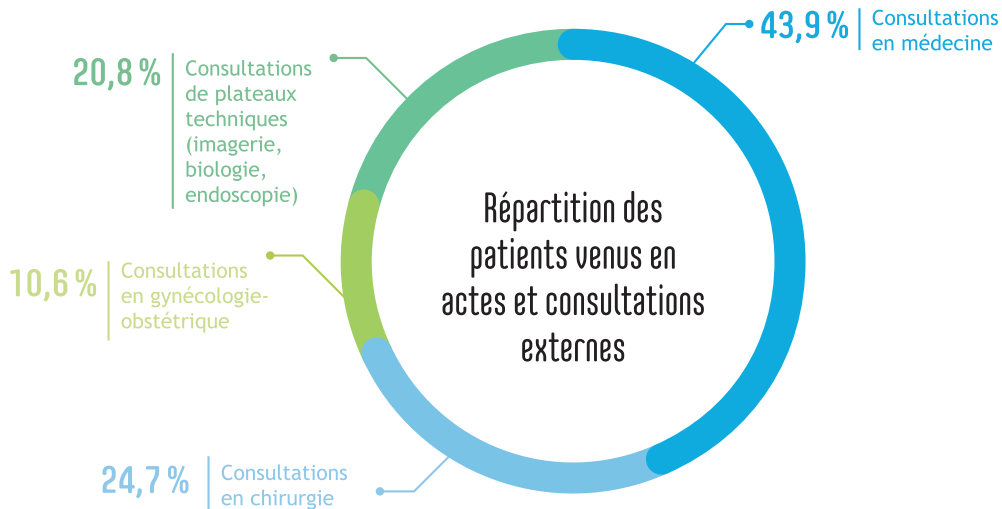 43,9 %
Consultations
en médecine
20,8 %
Consultations
de plateaux
techniques
(imagerie,
biologie,
endoscopie)
Répartition des
patients venus en
actes et consultations
externes
10,6 %
Consultations
en gynécologie-
obstétrique
24,7 %
Consultations
en chirurgie